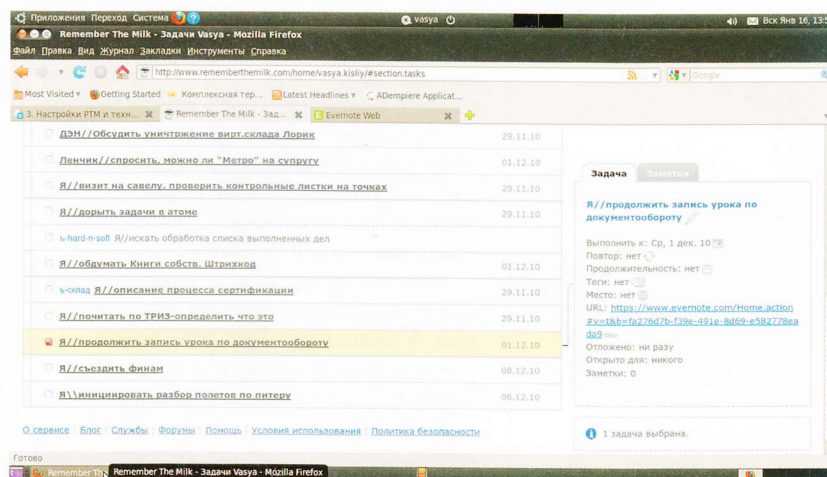 Приложения Переход Система
vasya
Вск Янв 16, 13:5
Remember The Milk - Задачи Vasya - Mozilla Firefox
Файл Правка Вид Журнал Закладки Инструменты Справка
http://www.rememberthemilk.com/home/vasya.kisliy/#section.tasks
Google
Most Visited Getting Started Комплексная тер... Latest Headlines ADempiere Applicat...
3. Настройки РТМ и техн... Remember The Milk - Зад... Evernote Web
ДЭН//Обсудить уничтржение вирт.склада Лорик 29.11.10
Ленчик//спросить, можно ли "Метро" на супругу 01.12.10
Я//визит на савелу. проверить контрольные листки на точках 29.11.10
Я//дорыть задачи в атоме 29.11.10
ъ-hard-n-soft Я//искать обработка списка выполненных дел
Я//обдумать Книги собств. Штрихкод 01.12.10
ъ-склад Я//описание процесса сертификации 29.11.10
Я//почитать по ТРИЗ-определить что это 29.11.10
Я//продолжить запись урока по документообороту 01.12.10
Я//съездить финам 08.12.10
Я\\инициировать разбор полетов по питеру 06.12.10
Задача Заметки
Я//продолжить запись урока по
документообороту
Выполнить к: Ср, 1 дек. 10
Повтор: нет
Продолжительность: нет
Теги: нет
Место: нет
URL: https://www.evernote.com/Home.action
#v=t&b=fa276d7b-f39e-491e-8d69-e582778ea
da9
Отложено: ни разу
Открыто для: никого
Заметки: 0
1 задача выбрана.
О сервисе Блог Службы Форумы Помощь Условия использования Политика безопасности
Готово
Remember Th
Remember The Milk - Задачи Vasya - Mozilla Firefox